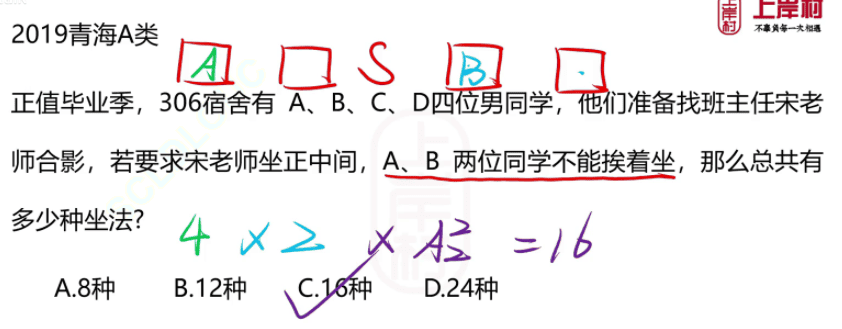 上岸村
不辜负每一次相遇
2019青海A类
A S B
正值毕业季，306宿舍有 A、B、C、D四位男同学，他们准备找班主任宋老
师合影，若要求宋老师坐正中间，A、B 两位同学不能挨着坐，那么总共有
多少种坐法?
4 × 2 × A²₂ = 16
A.8种 B.12种 C.16种 D.24种
上岸村